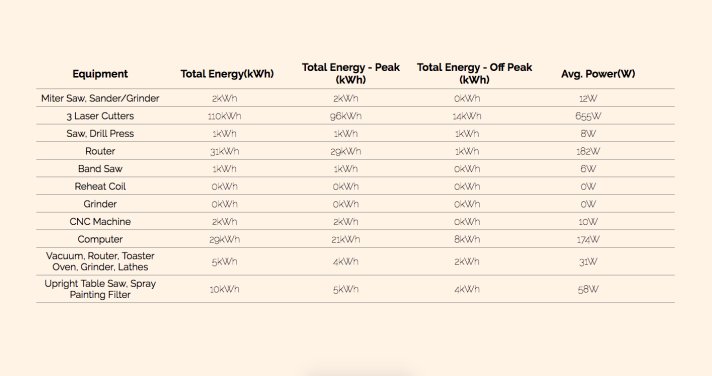 Equipment Total Energy(kWh) Total Energy - Peak (kWh) Total Energy - Off Peak (kWh) Avg. Power(W)
Miter Saw, Sander/Grinder 2kWh 2kWh 0kWh 12W
3 Laser Cutters 110kWh 96kWh 14kWh 655W
Saw, Drill Press 1kWh 1kWh 1kWh 8W
Router 31kWh 29kWh 1kWh 182W
Band Saw 1kWh 1kWh 0kWh 6W
Reheat Coil 0kWh 0kWh 0kWh 0W
Grinder 0kWh 0kWh 0kWh 0W
CNC Machine 2kWh 2kWh 0kWh 10W
Computer 29kWh 21kWh 8kWh 174W
Vacuum, Router, Toaster
Oven, Grinder, Lathes 5kWh 4kWh 2kWh 31W
Upright Table Saw, Spray
Painting Filter 10kWh 5kWh 4kWh 58W